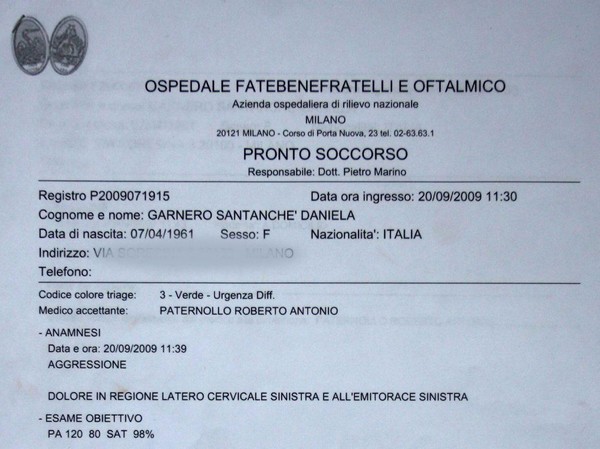 OSPEDALE FATEBENEFRATELLI E OFTALMICO
Azienda ospedaliera di rilievo nazionale
MILANO
20121 MILANO - Corso di Porta Nuova, 23 tel. 02-63.63.1
PRONTO SOCCORSO
Responsabile: Dott. Pietro Marino
Registro P2009071915 Data ora ingresso: 20/09/2009 11:30
Cognome e nome: GARNERO SANTANCHE' DANIELA
Data di nascita: 07/04/1961 Sesso: F Nazionalita': ITALIA
Indirizzo: VIA MILANO
Telefono:
Codice colore triage: 3 - Verde - Urgenza Diff.
Medico accettante: PATERNOLLO ROBERTO ANTONIO
- ANAMNESI
Data e ora: 20/09/2009 11:39
AGGRESSIONE
DOLORE IN REGIONE LATERO CERVICALE SINISTRA E ALL'EMITORACE SINISTRA
- ESAME OBIETTIVO
PA 120 80 SAT 98%